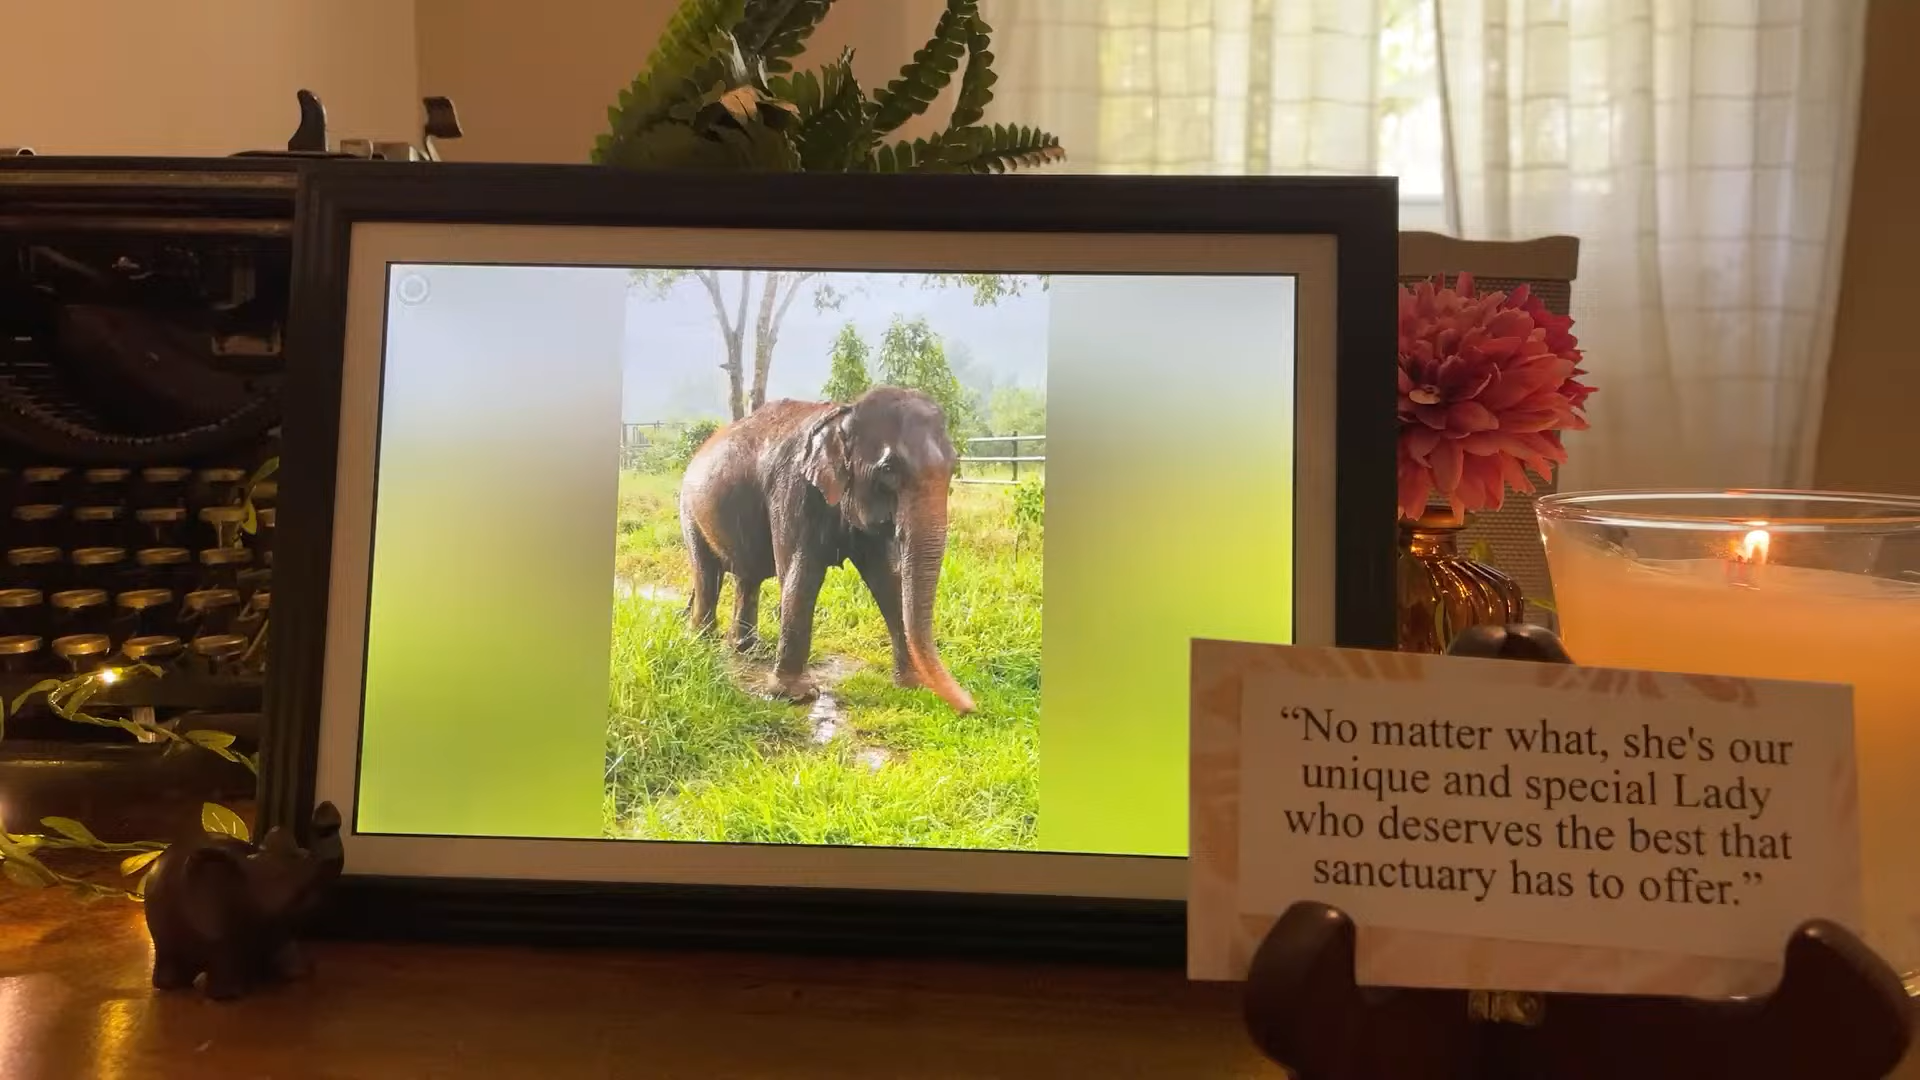 “No matter what, she's our
unique and special Lady
who deserves the best that
sanctuary has to offer.”